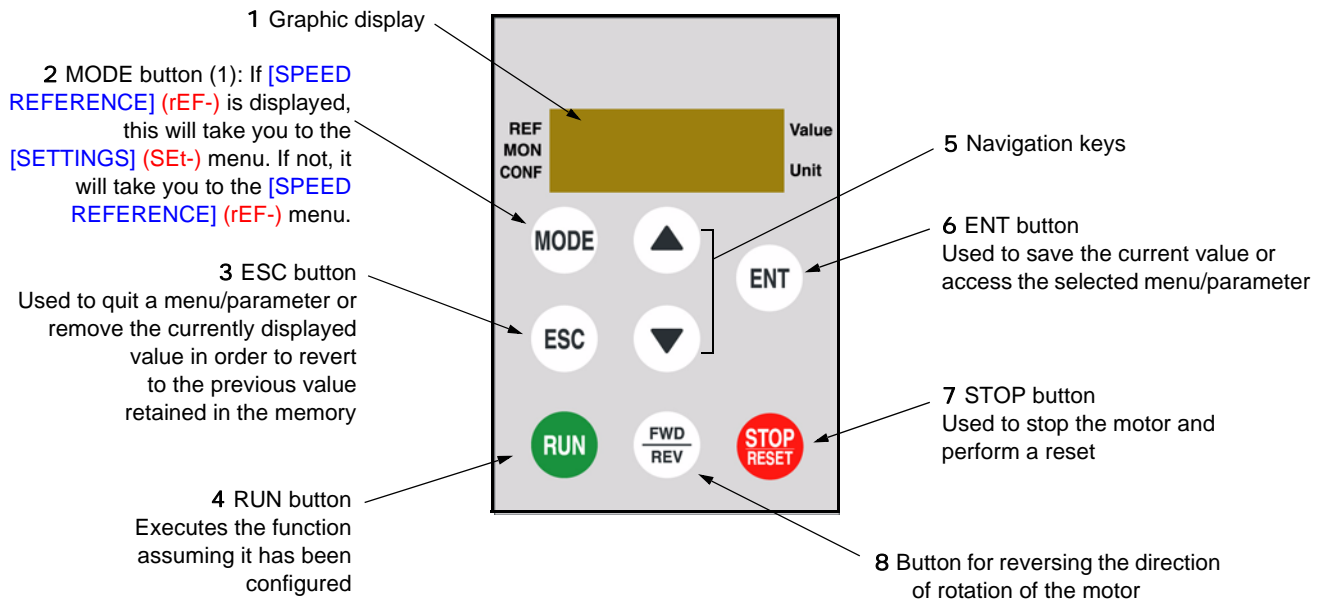 1 Graphic display
2 MODE button (1): If [SPEED
REFERENCE] (rEF-) is displayed,
this will take you to the
[SETTINGS] (SEt-) menu. If not, it
will take you to the [SPEED
REFERENCE] (rEF-) menu.
3 ESC button
Used to quit a menu/parameter or
remove the currently displayed
value in order to revert
to the previous value
retained in the memory
4 RUN button
Executes the function
assuming it has been
configured
REF
MON
CONF
Value
Unit
MODE
ENT
ESC
RUN
FWD
REV
STOP
RESET
5 Navigation keys
6 ENT button
Used to save the current value or
access the selected menu/parameter
7 STOP button
Used to stop the motor and
perform a reset
8 Button for reversing the direction
of rotation of the motor